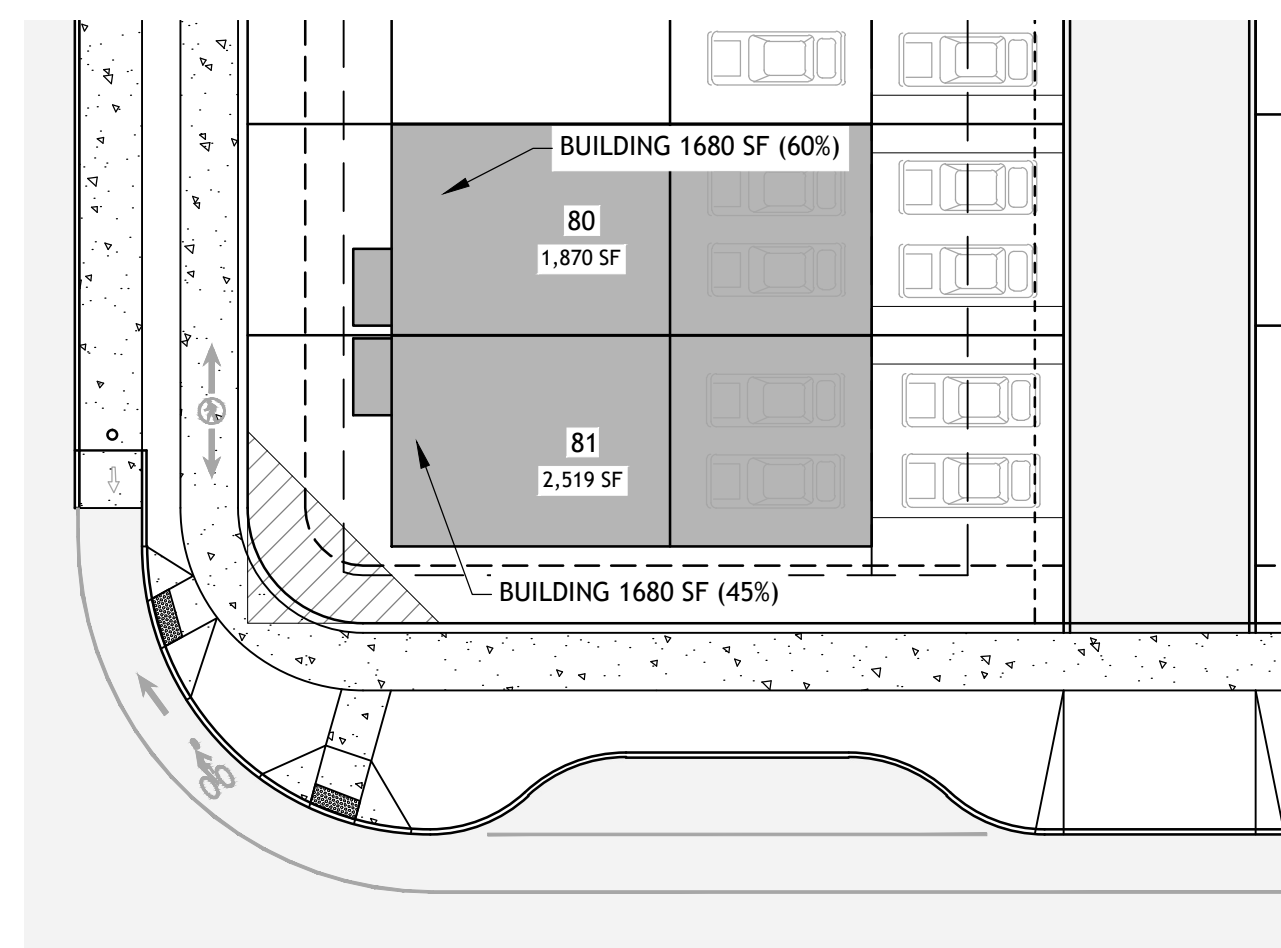 BUILDING 1680 SF (60%)
80
1,870 SF
81
2,519 SF
BUILDING 1680 SF (45%)